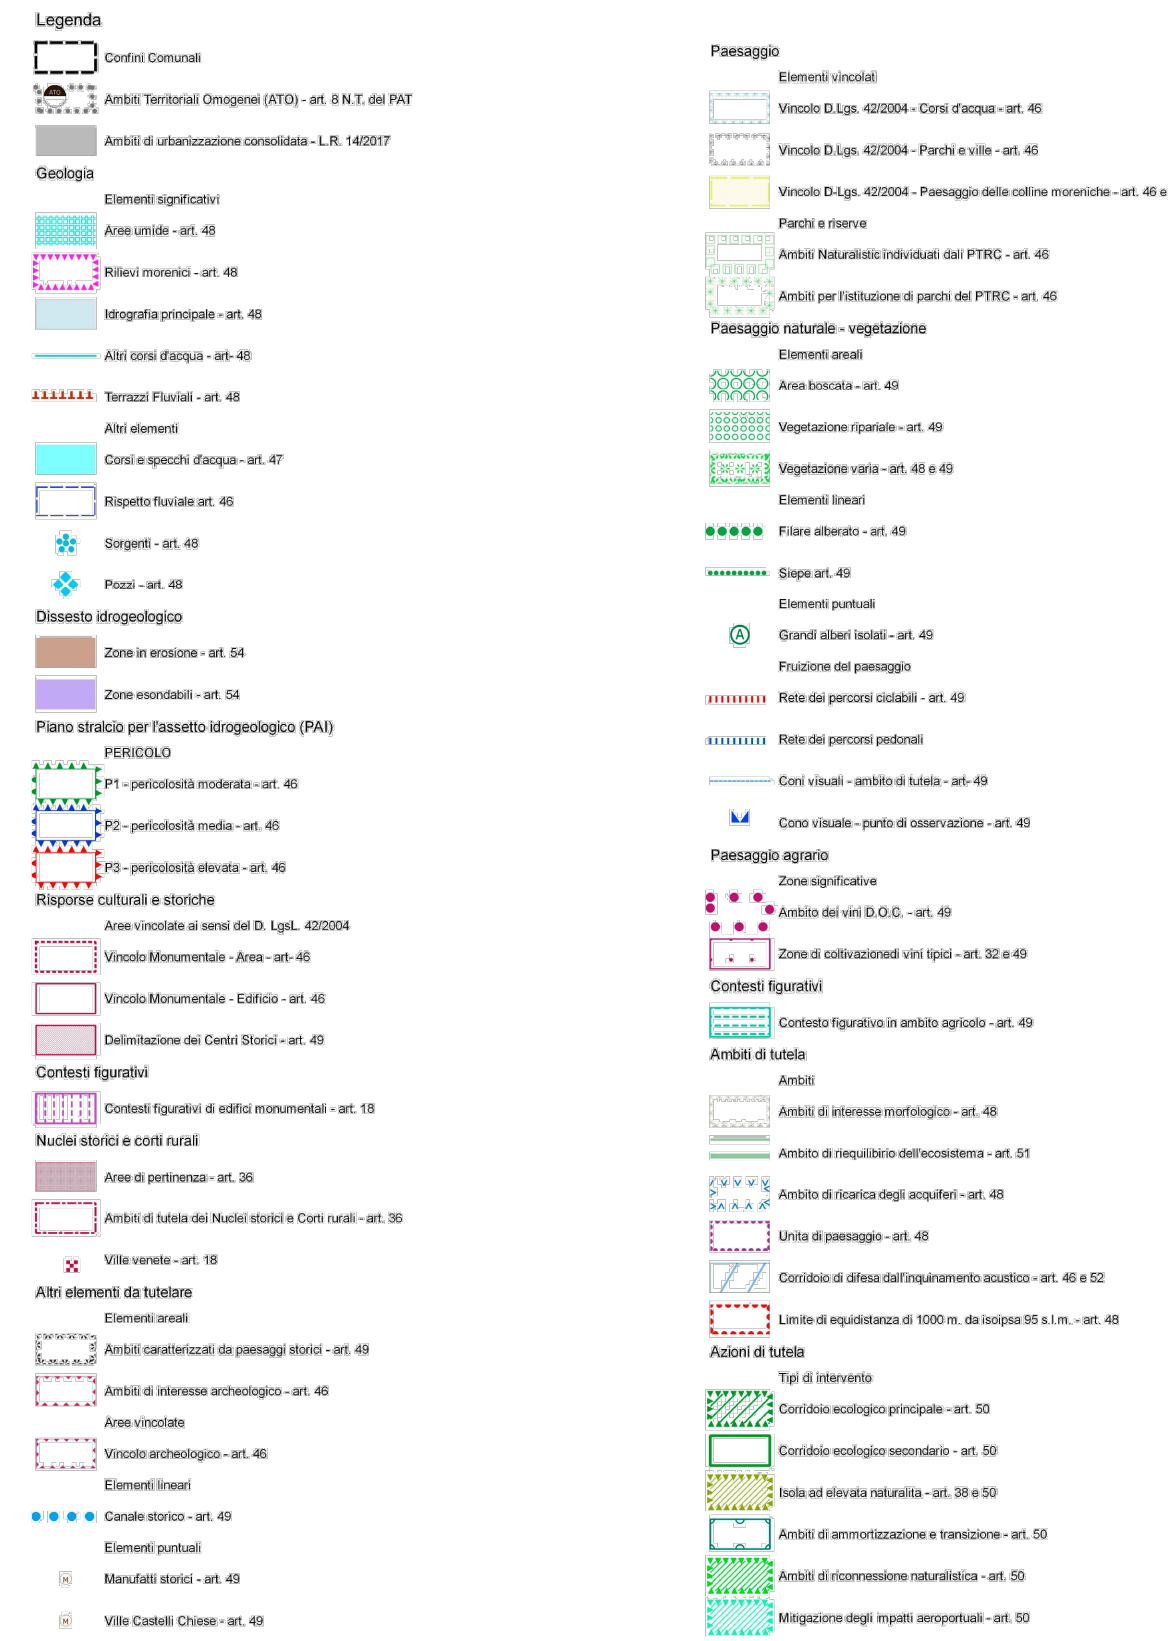 Legenda
Confini Comunali
ATO
Ambiti Territoriali Omogenei (ATO) - art. 8 N.T. del PAT
Ambiti di urbanizzazione consolidata - L.R. 14/2017
Geologia
Elementi significativi
Aree umide - art. 48
Rilievi morenici - art. 48
Idrografia principale - art. 48
Altri corsi d'acqua - art- 48
Terrazzi Fluviali - art. 48
Altri elementi
Corsi e specchi d'acqua - art. 47
Rispetto fluviale art. 46
Sorgenti - art. 48
Pozzi - art. 48
Dissesto idrogeologico
Zone in erosione - art. 54
Zone esondabili - art. 54
Piano stralcio per l'assetto idrogeologico (PAI)
PERICOLO
P1 - pericolosità moderata - art. 46
P2 - pericolosità media - art. 46
P3 - pericolosità elevata - art. 46
Risporse culturali e storiche
Aree vincolate ai sensi del D. LgsL. 42/2004
Vincolo Monumentale - Area - art- 46
Vincolo Monumentale - Edificio - art. 46
Delimitazione dei Centri Storici - art. 49
Contesti figurativi
Contesti figurativi di edifici monumentali - art. 18
Nuclei storici e corti rurali
Aree di pertinenza - art. 36
Ambiti di tutela dei Nuclei storici e Corti rurali - art. 36
Ville venete - art. 18
Altri elementi da tutelare
Elementi areali
Ambiti caratterizzati da paesaggi storici - art. 49
Ambiti di interesse archeologico - art. 46
Aree vincolate
Vincolo archeologico - art. 46
Elementi lineari
Canale storico - art. 49
Elementi puntuali
M
Manufatti storici - art. 49
M
Ville Castelli Chiese - art. 49
Paesaggio
Elementi vincolat
Vincolo D.Lgs. 42/2004 - Corsi d'acqua - art. 46
Vincolo D.Lgs. 42/2004 - Parchi e ville - art. 46
Vincolo D-Lgs. 42/2004 - Paesaggio delle colline moreniche - art. 46 e
Parchi e riserve
Ambiti Naturalistic individuati dall PTRC - art. 46
Ambiti per l'istituzione di parchi del PTRC - art. 46
Paesaggio naturale - vegetazione
Elementi areali
Area boscata - art. 49
Vegetazione ripariale - art. 49
Vegetazione varia - art. 48 e 49
Elementi lineari
Filare alberato - art. 49
Siepe art. 49
Elementi puntuali
A
Grandi alberi isolati - art. 49
Fruizione del paesaggio
Rete dei percorsi ciclabili - art. 49
Rete dei percorsi pedonali
Coni visuali - ambito di tutela - art- 49
Cono visuale - punto di osservazione - art. 49
Paesaggio agrario
Zone significative
Ambito dei vini D.O.C. - art. 49
Zone di coltivazionedi vini tipici - art. 32 e 49
Contesti figurativi
Contesto figurativo in ambito agricolo - art. 49
Ambiti di tutela
Ambiti
Ambiti di interesse morfologico - art. 48
Ambito di riequilibirio dell'ecosistema - art. 51
Ambito di ricarica degli acquiferi - art. 48
Unita di paesaggio - art. 48
Corridoio di difesa dall'inquinamento acustico - art. 46 e 52
Limite di equidistanza di 1000 m. da isoipsa 95 s.l.m. - art. 48
Azioni di tutela
Tipi di intervento
Corridoio ecologico principale - art. 50
Corridoio ecologico secondario - art. 50
Isola ad elevata naturalita - art. 38 e 50
Ambiti di ammortizzazione e transizione - art. 50
Ambiti di riconnessione naturalistica - art. 50
Mitigazione degli impatti aeroportuali - art. 50